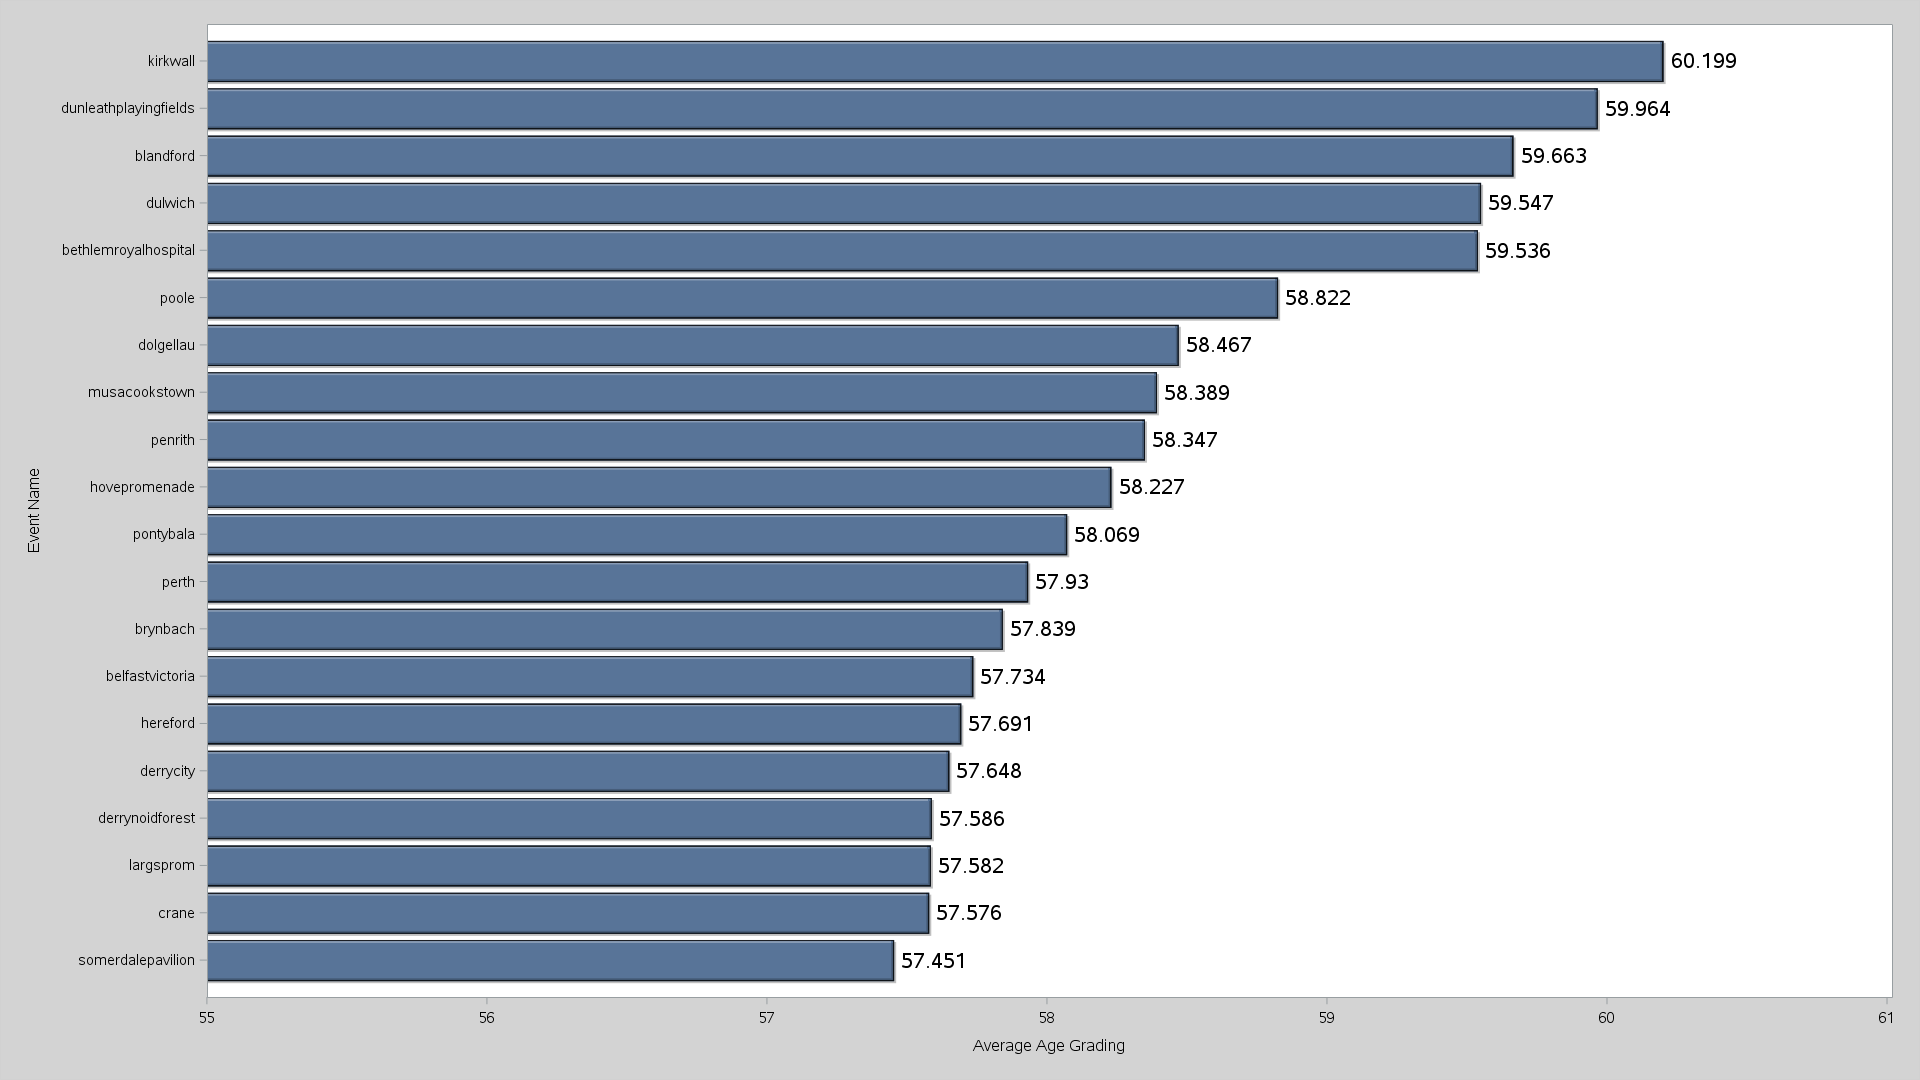 kirkwall 60.199
dunleathplayingfields 59.964
blandford 59.663
dulwich 59.547
bethlemroyalhospital 59.536
poole 58.822
dolgellau 58.467
musacookstown 58.389
penrith 58.347
hovepromenade 58.227
pontybala 58.069
perth 57.93
brynbach 57.839
belfastvictoria 57.734
hereford 57.691
derrycity 57.648
derrynoidforest 57.586
largsprom 57.582
crane 57.576
somerdalepavilion 57.451
Event Name
55 56 57 58 59 60 61
Average Age Grading